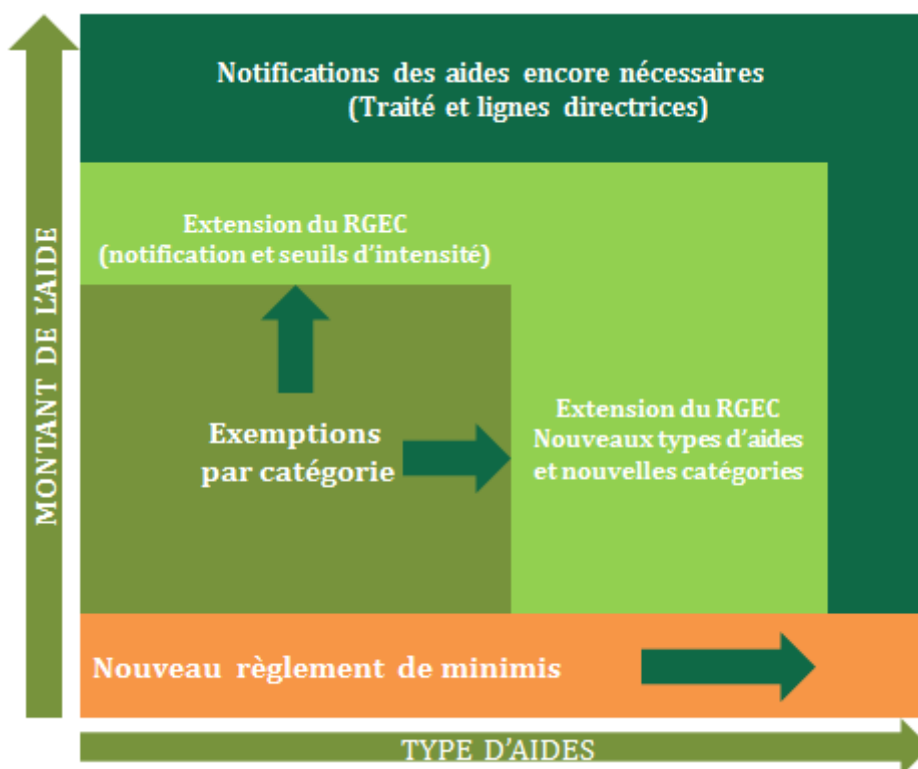 Notifications des aides encore nécessaires
(Traité et lignes directrices)
MONTANT DE L'AIDE
Extension du RGEC
(notification et seuils d'intensité)
Exemptions
par catégorie
Extension du RGEC
Nouveaux types d'aides
et nouvelles catégories
Nouveau règlement de minimis
TYPE D'AIDES